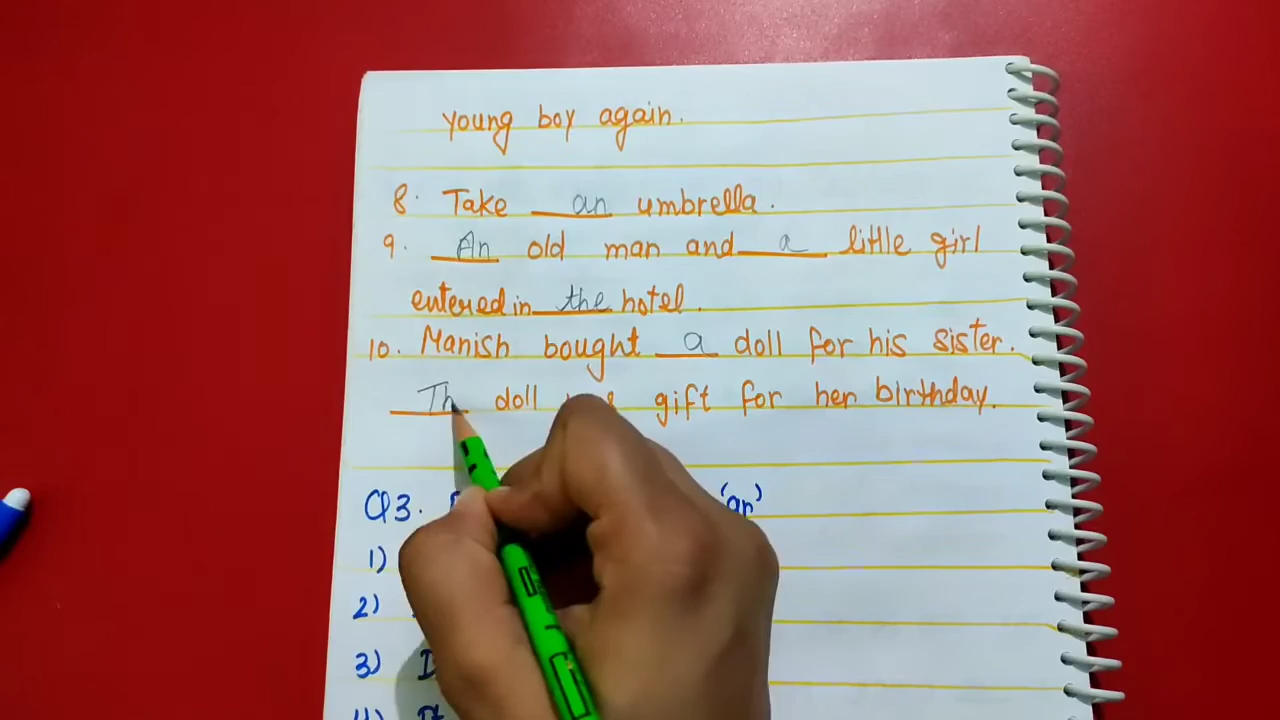 young boy again.
8. Take an umbrella.
9. An old man and a little girl
entered in the hotel.
10. Manish bought a doll for his sister.
Th doll gift for her birthday.
Q3. 'an'
1)
2)
3) D
4)